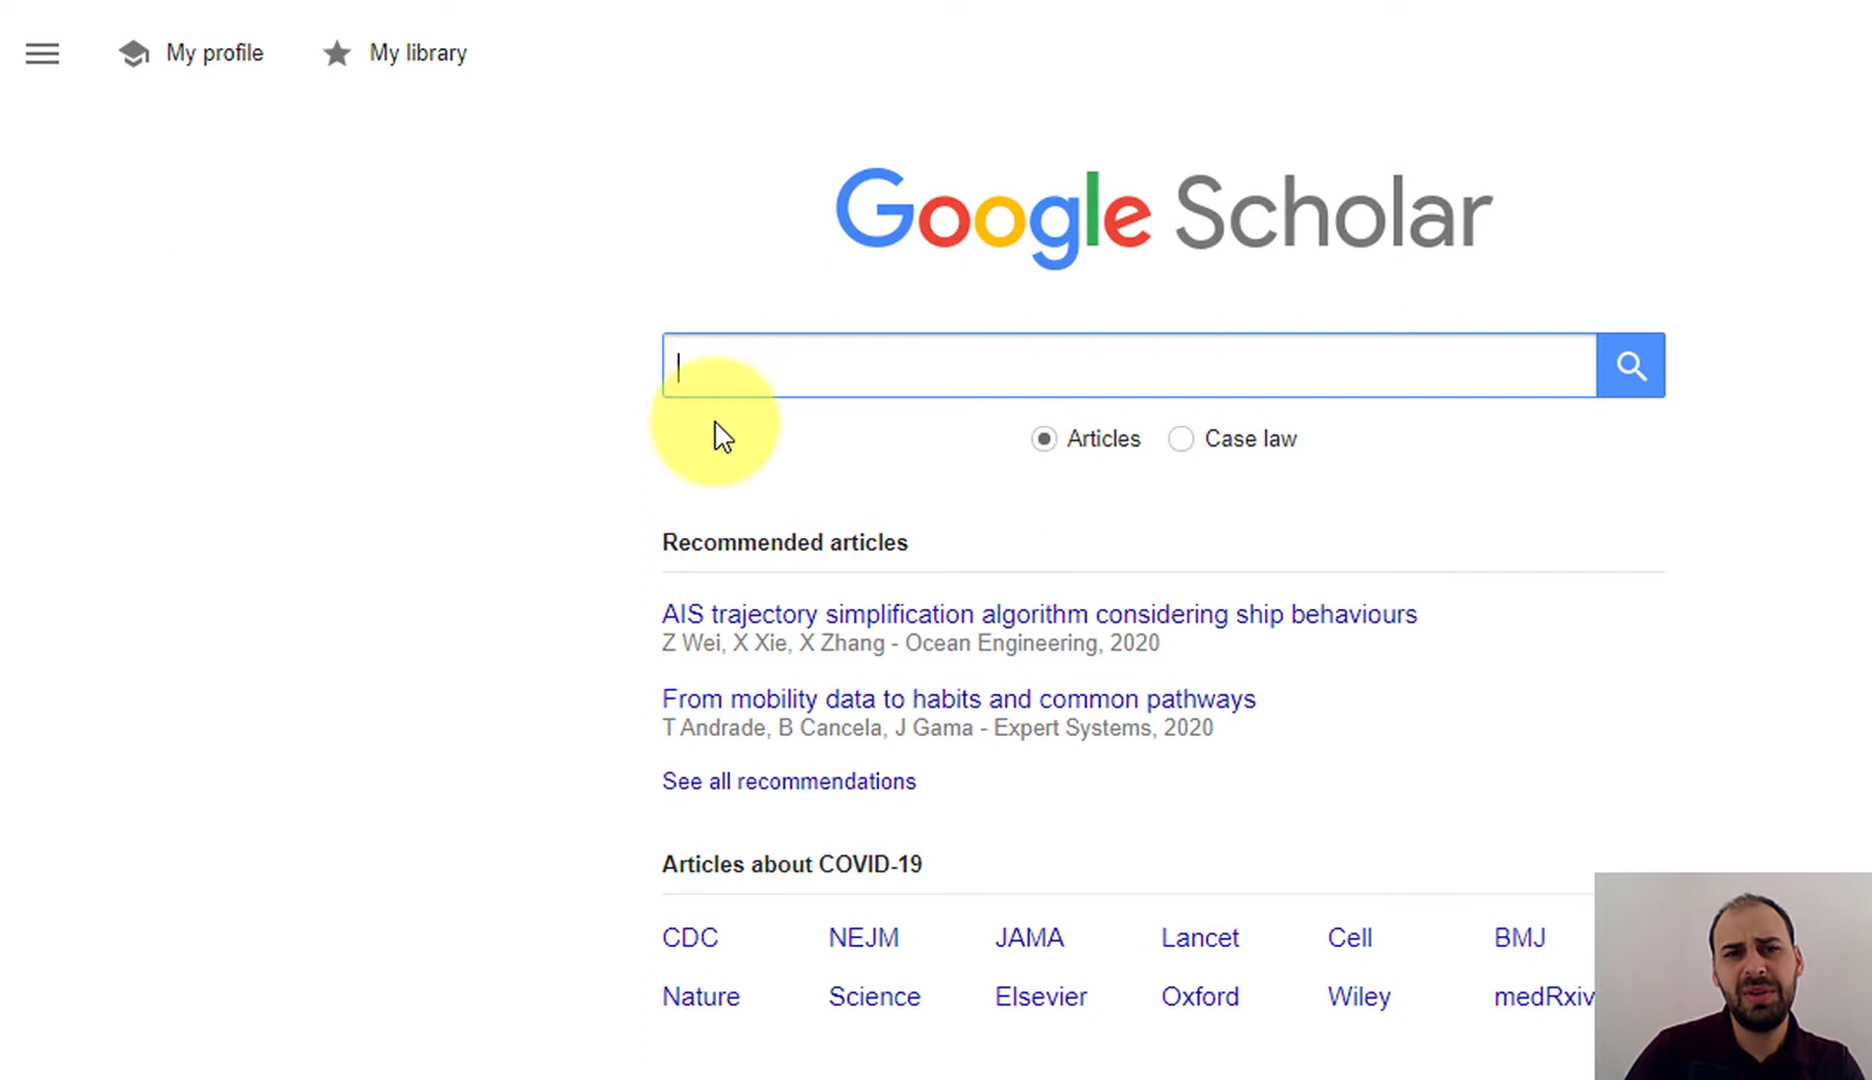 My profile
My library
Google Scholar
Articles
Case law
Recommended articles
AIS trajectory simplification algorithm considering ship behaviours
Z Wei, X Xie, X Zhang - Ocean Engineering, 2020
From mobility data to habits and common pathways
T Andrade, B Cancela, J Gama - Expert Systems, 2020
See all recommendations
Articles about COVID-19
CDC NEJM JAMA Lancet Cell BMJ
Nature Science Elsevier Oxford Wiley medRxiv